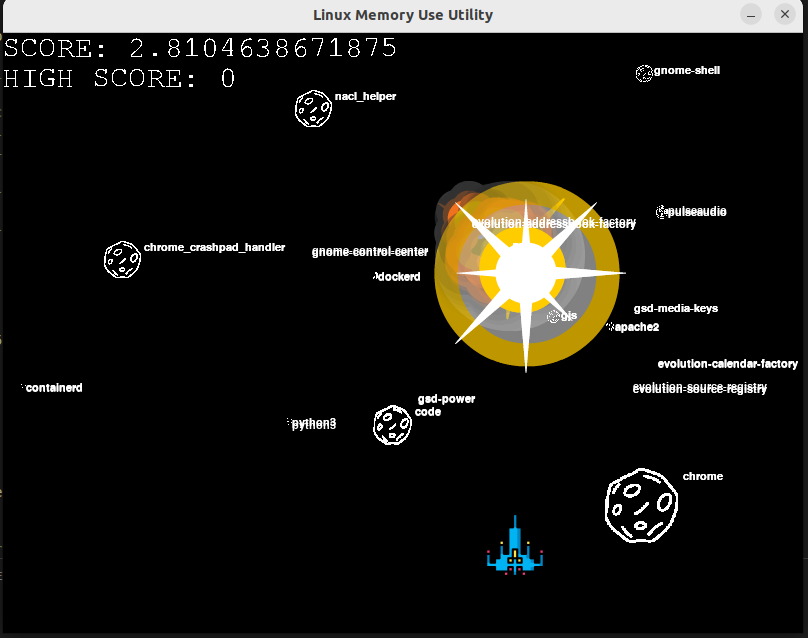 Linux Memory Use Utility
SCORE: 2.8104638671875
HIGH SCORE: 0
gnome-shell
nacl_helper
pulseaudio
evolution-addressbook-factory
chrome_crashpad_handler
gnome-control-center
dockerd
gsd-media-keys
gjs
apache2
evolution-calendar-factory
containerd
evolution-source-registry
gsd-power
code
python3
chrome